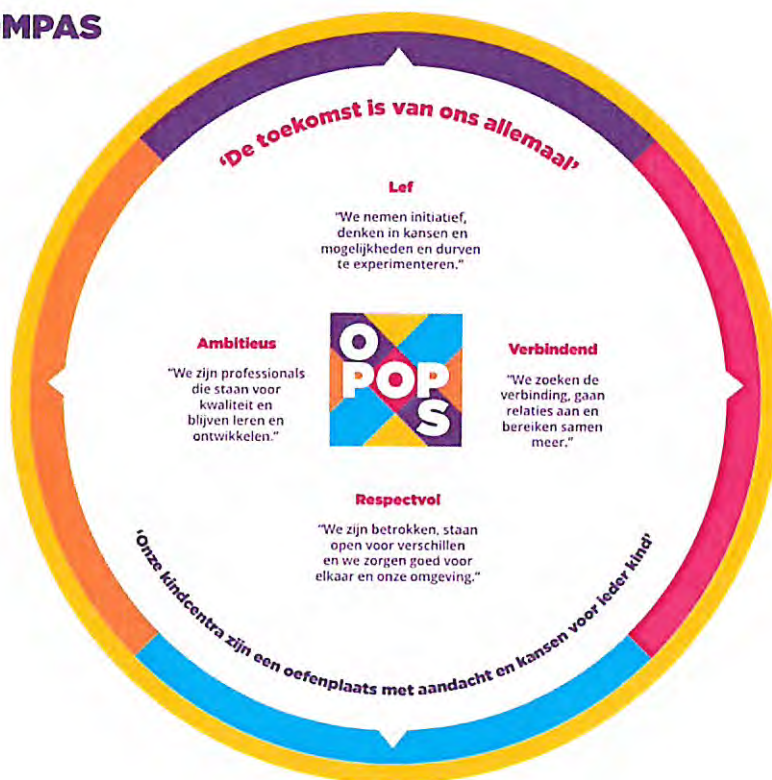 MPAS
'De toekomst is van ons allemaal'
Lef
"We nemen initiatief,
denken in kansen en
mogelijkheden en durven
te experimenteren."
Ambitieus
"We zijn professionals
die staan voor
kwaliteit en
blijven leren en
ontwikkelen."
O
POP
S
Verbindend
"We zoeken de
verbinding, gaan
relaties aan en
bereiken samen
meer."
Respectvol
"We zijn betrokken, staan
open voor verschillen
en we zorgen goed voor
elkaar en onze omgeving."
'Onze kindcentra zijn een oefenplaats met aandacht en kansen voor ieder kind'